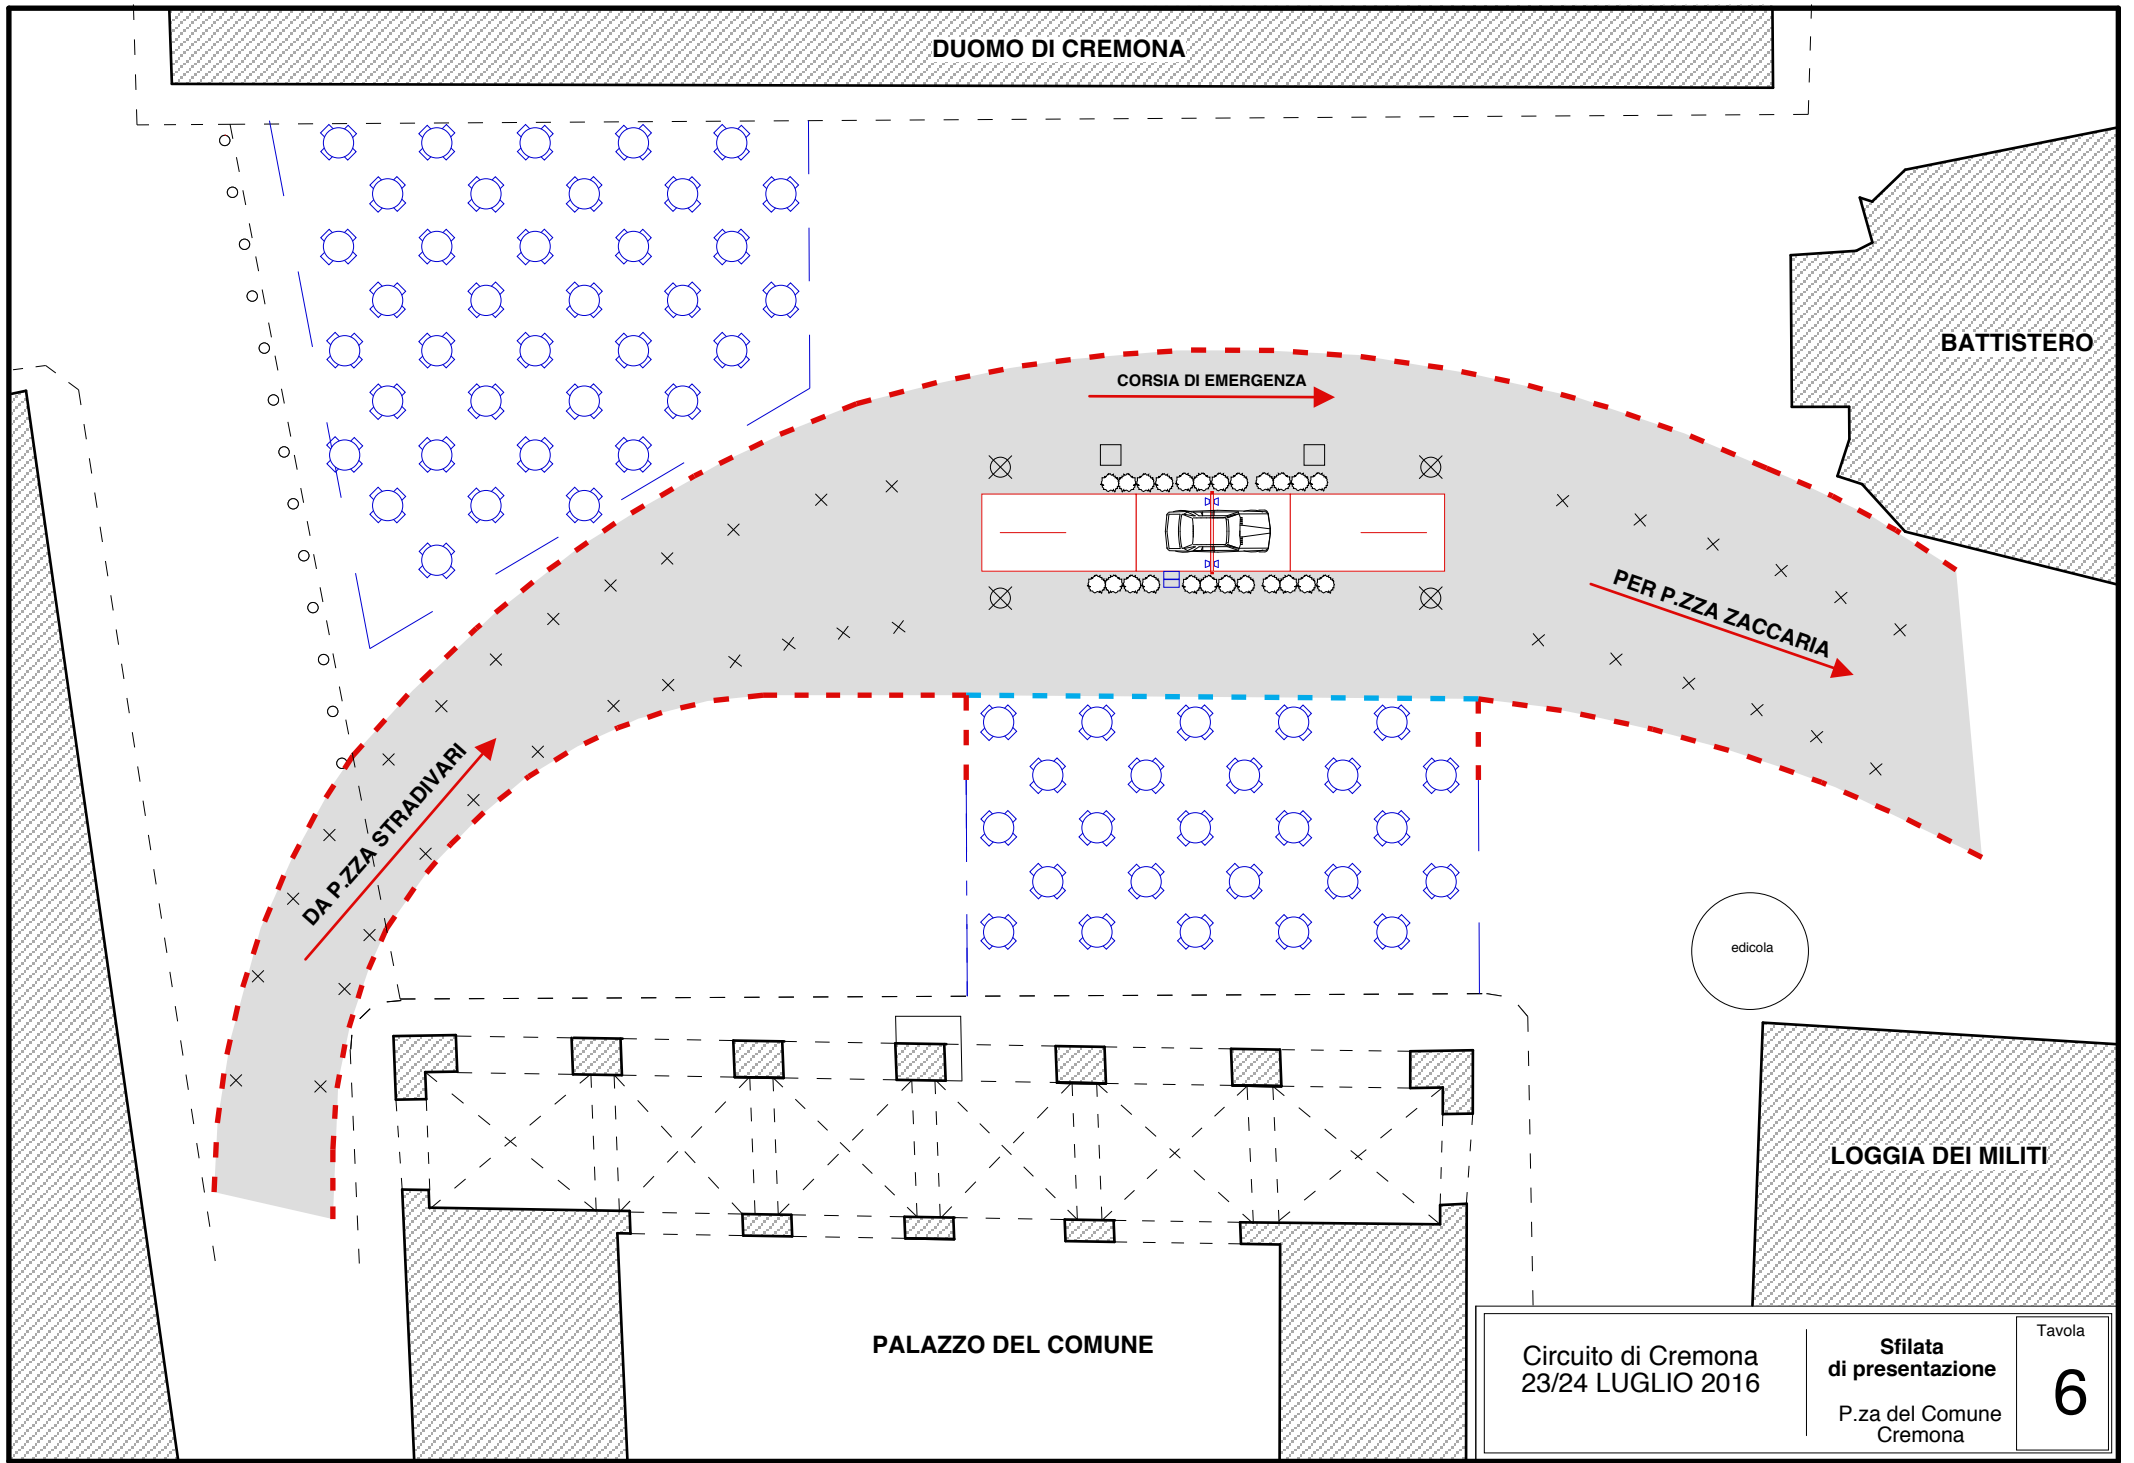 DUOMO DI CREMONA
BATTISTERO
CORSIA DI EMERGENZA
PER P.ZZA ZACCARIA
DA P.ZZA STRADIVARI
edicola
LOGGIA DEI MILITI
PALAZZO DEL COMUNE
Circuito di Cremona
23/24 LUGLIO 2016
Sfilata
di presentazione
P.za del Comune
Cremona
Tavola
6